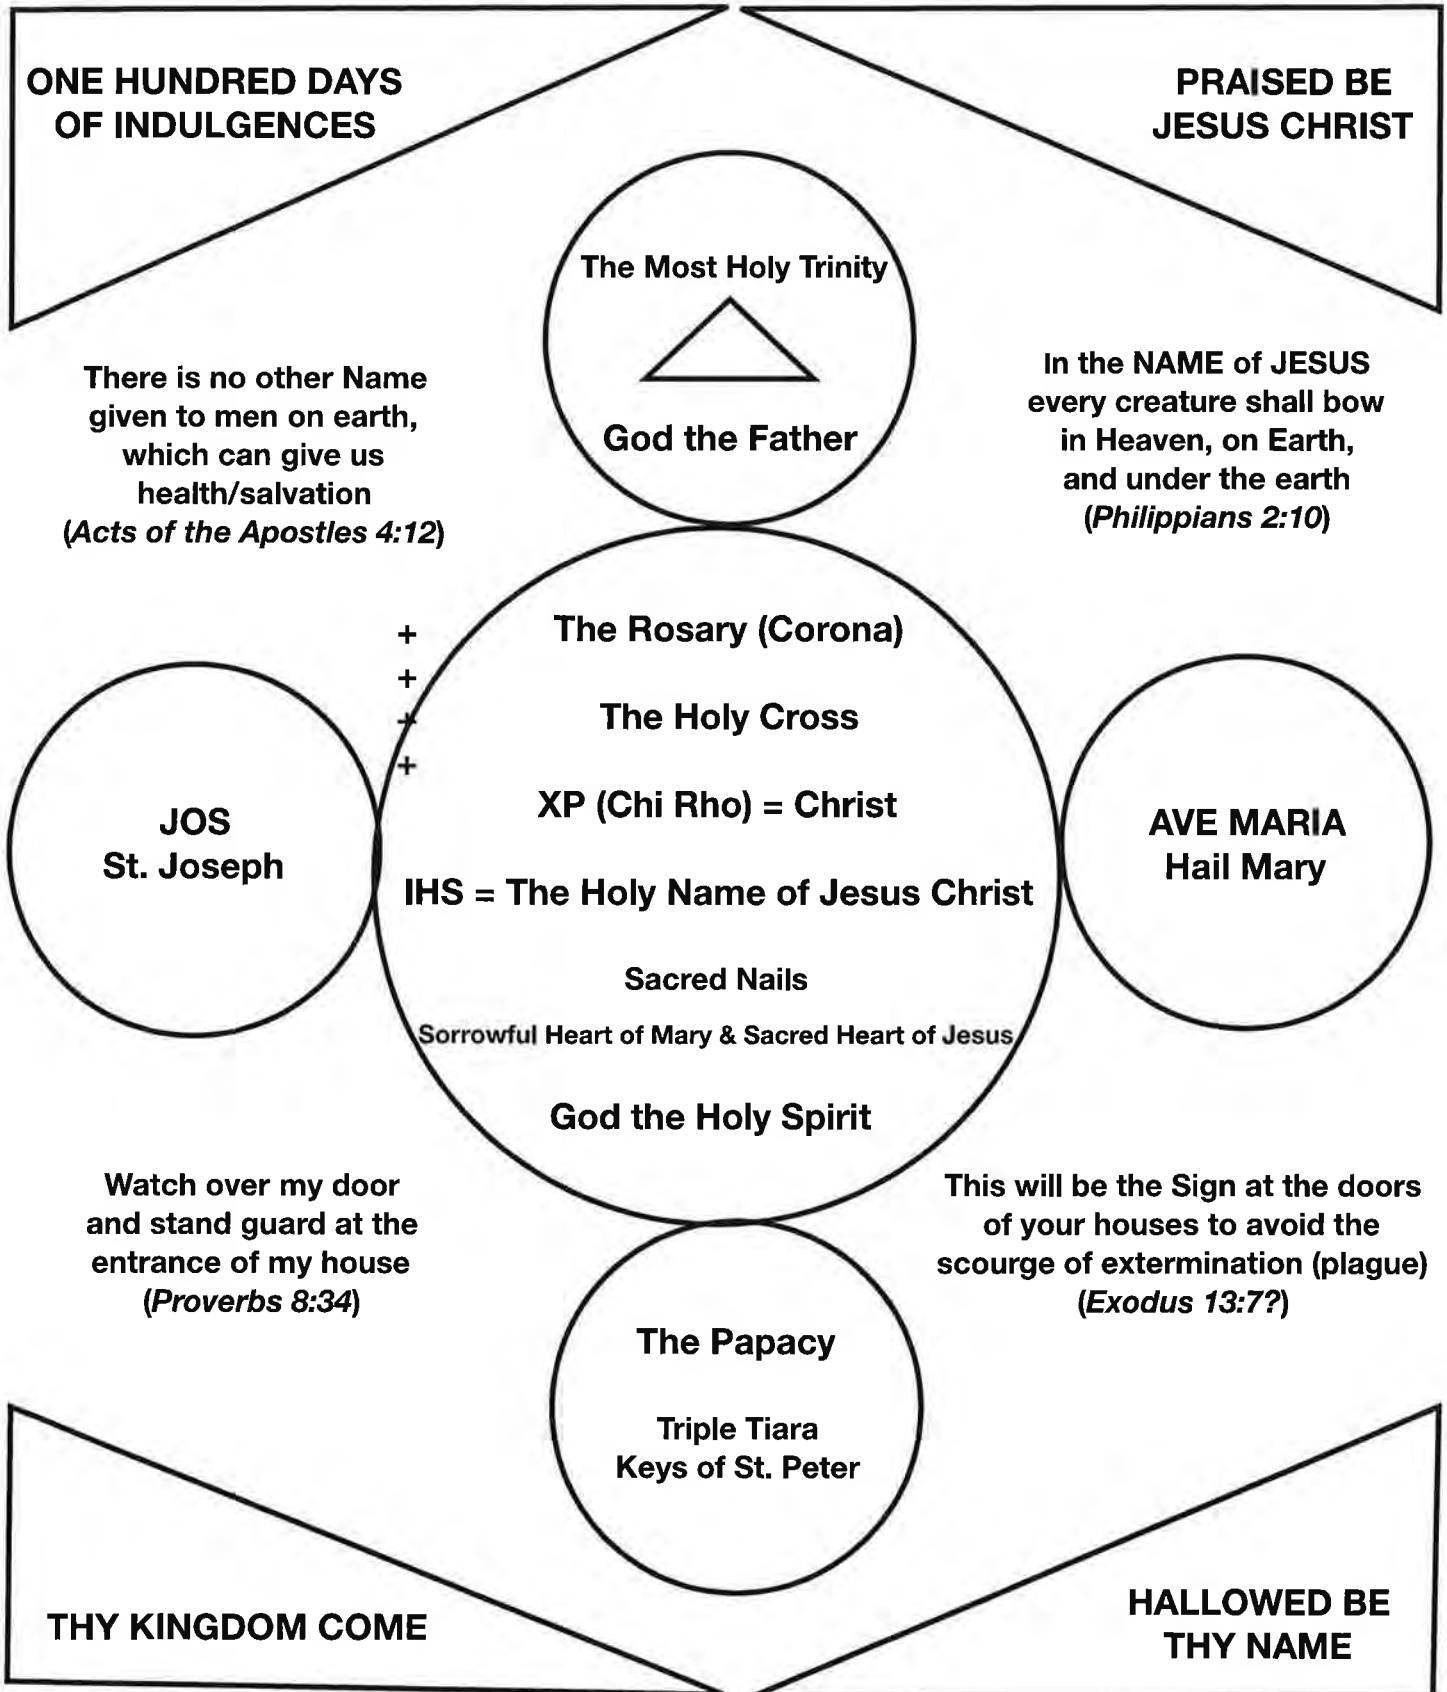 ONE HUNDRED DAYS
OF INDULGENCES
PRAISED BE
JESUS CHRIST
The Most Holy Trinity
God the Father
There is no other Name
given to men on earth,
which can give us
health/salvation
(Acts of the Apostles 4:12)
In the NAME of JESUS
every creature shall bow
in Heaven, on Earth,
and under the earth
(Philippians 2:10)
+
+
+
+
The Rosary (Corona)
The Holy Cross
XP (Chi Rho) = Christ
IHS = The Holy Name of Jesus Christ
Sacred Nails
Sorrowful Heart of Mary & Sacred Heart of Jesus
God the Holy Spirit
JOS
St. Joseph
AVE MARIA
Hail Mary
Watch over my door
and stand guard at the
entrance of my house
(Proverbs 8:34)
This will be the Sign at the doors
of your houses to avoid the
scourge of extermination (plague)
(Exodus 13:7?)
The Papacy
Triple Tiara
Keys of St. Peter
THY KINGDOM COME
HALLOWED BE
THY NAME